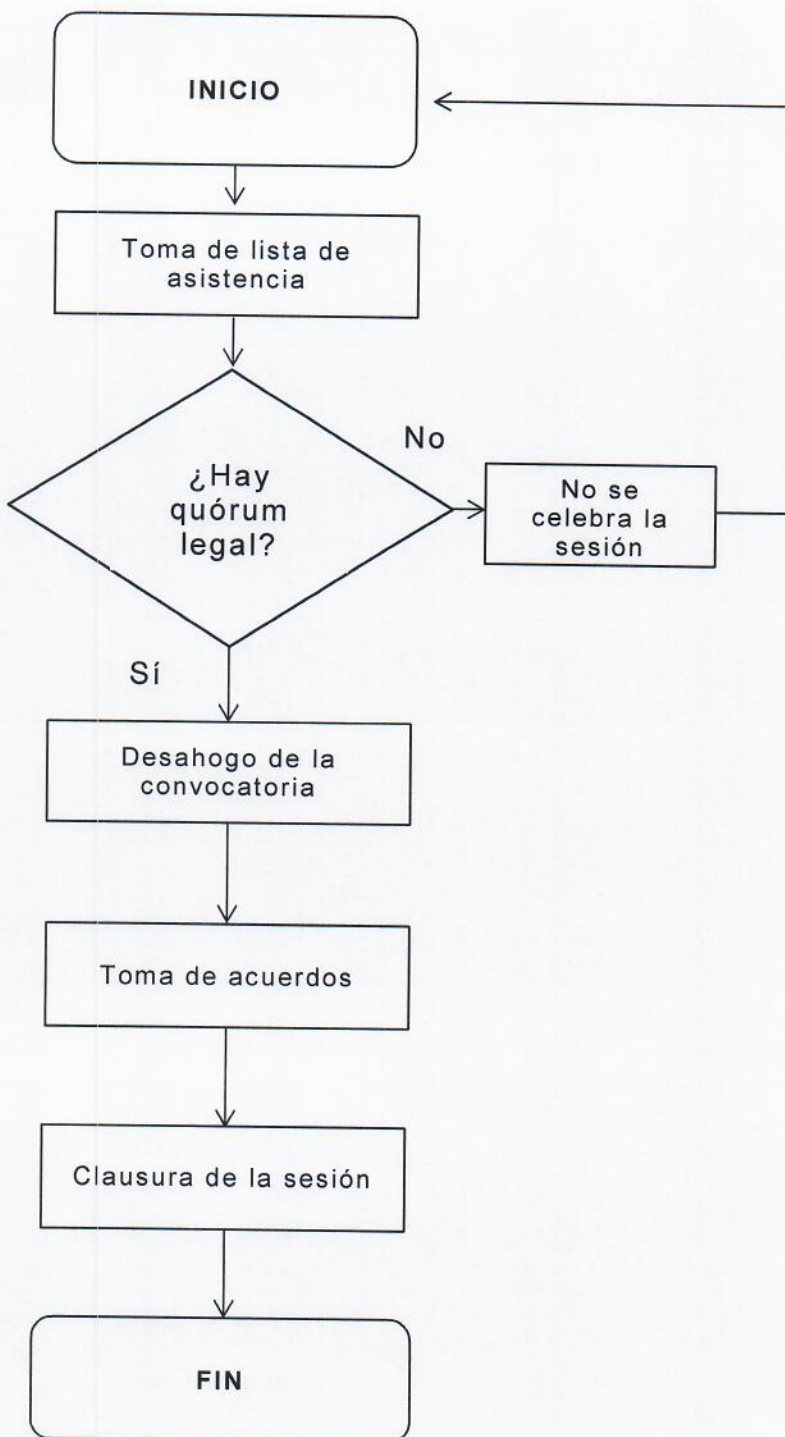 INICIO
Toma de lista de
asistencia
No
¿Hay
quórum
legal?
No se
celebra la
sesión
Sí
Desahogo de la
convocatoria
Toma de acuerdos
Clausura de la sesión
FIN